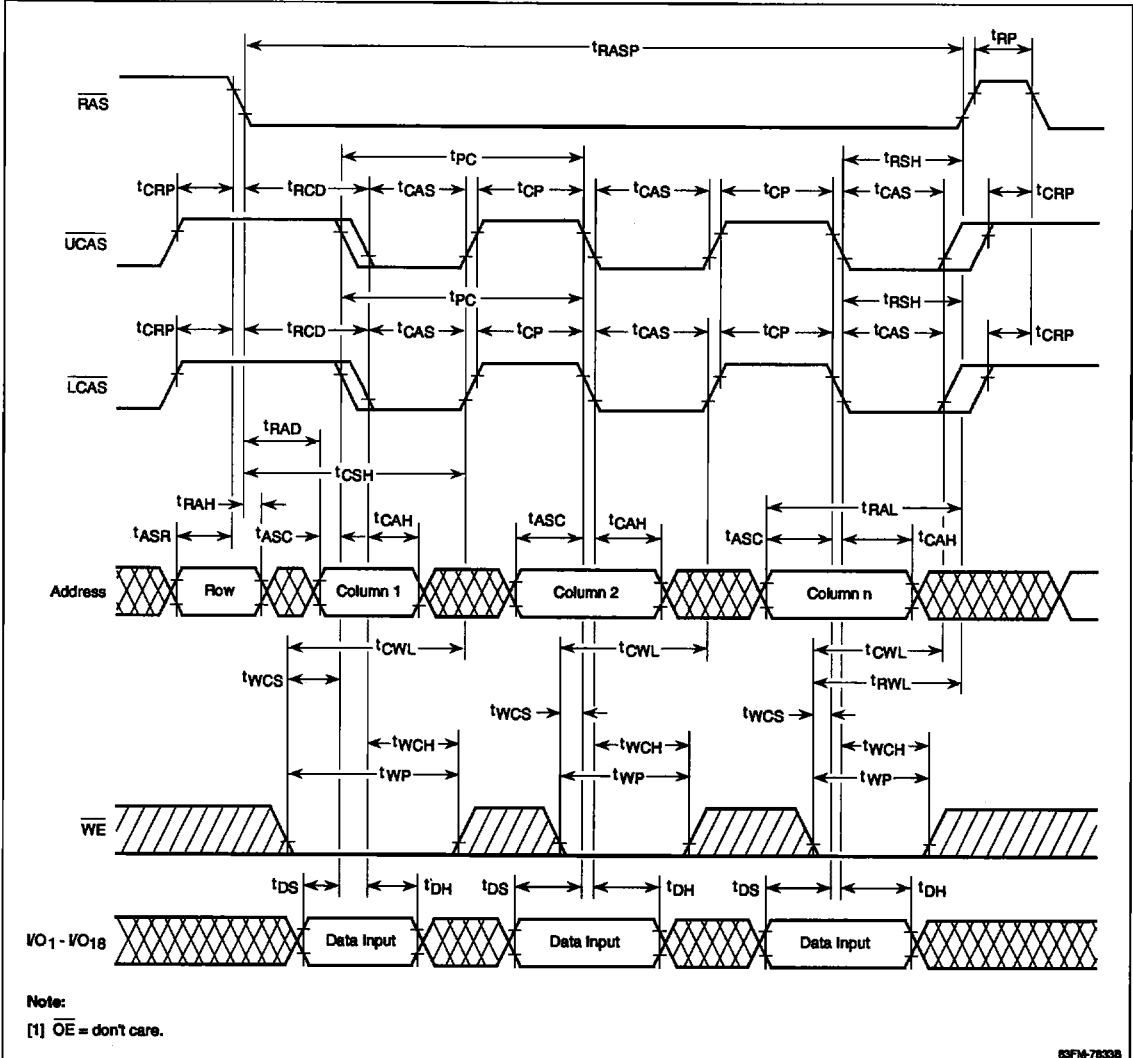 tRASP
tRP
RAS
tPC
tRSH
tCRP tRCD tCAS tCP tCAS tCP tCAS tCRP
UCAS
tPC
tRSH
tCRP tRCD tCAS tCP tCAS tCP tCAS tCRP
LCAS
tRAD
tCSH
tRAH
tCAH tASC tCAH tRAL
tASR tASC tASC tCAH
Address Row Column 1 Column 2 Column n
tCWL tCWL tCWL
tWCS tRWL
tWCS tWCS
tWCH tWCH tWCH
tWP tWP tWP
WE
tDS tDH tDS tDH tDS tDH
I/O1 - I/O18 Data Input Data Input Data Input
Note:
[1] OE = don't care.
83FM-7833B